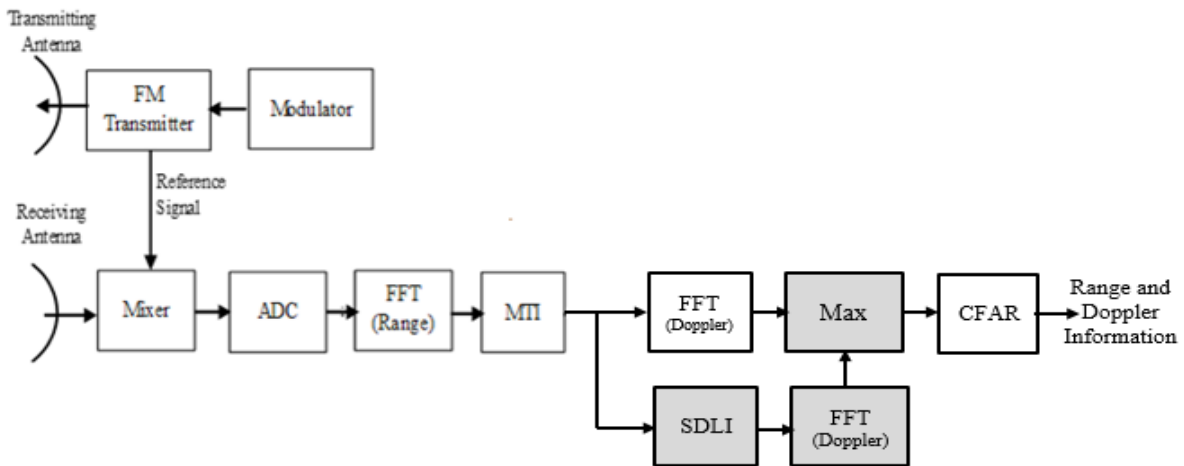 Transmitting
Antenna
FM
Transmitter
Modulator
Reference
Signal
Receiving
Antenna
Mixer
ADC
FFT
(Range)
MTI
FFT
(Doppler)
Max
CFAR
Range and
Doppler
Information
SDLI
FFT
(Doppler)